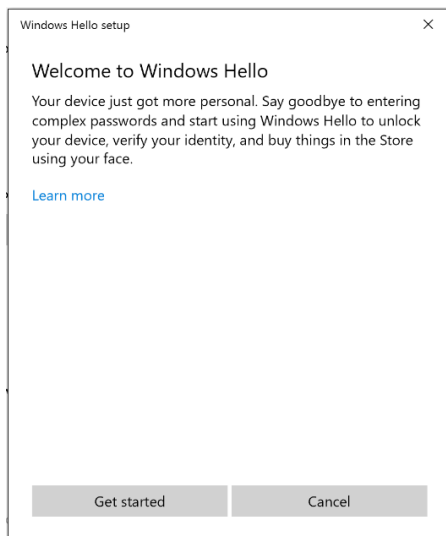 Windows Hello setup
Welcome to Windows Hello
Your device just got more personal. Say goodbye to entering
complex passwords and start using Windows Hello to unlock
your device, verify your identity, and buy things in the Store
using your face.
Learn more
Get started
Cancel